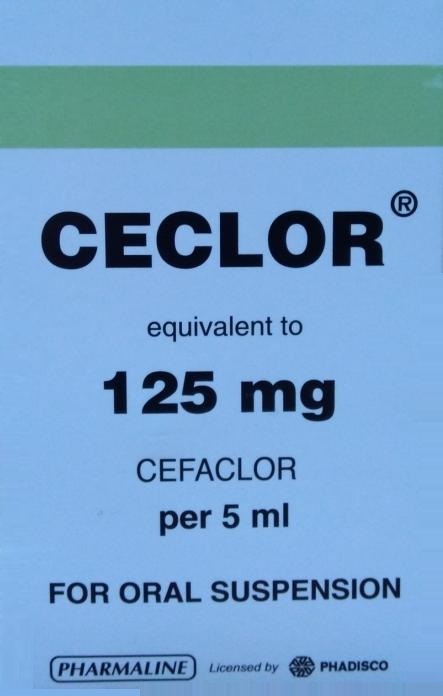 CECLOR®
equivalent to
125 mg
CEFACLOR
per 5 ml
FOR ORAL SUSPENSION
PHARMALINE Licensed by PHADISCO